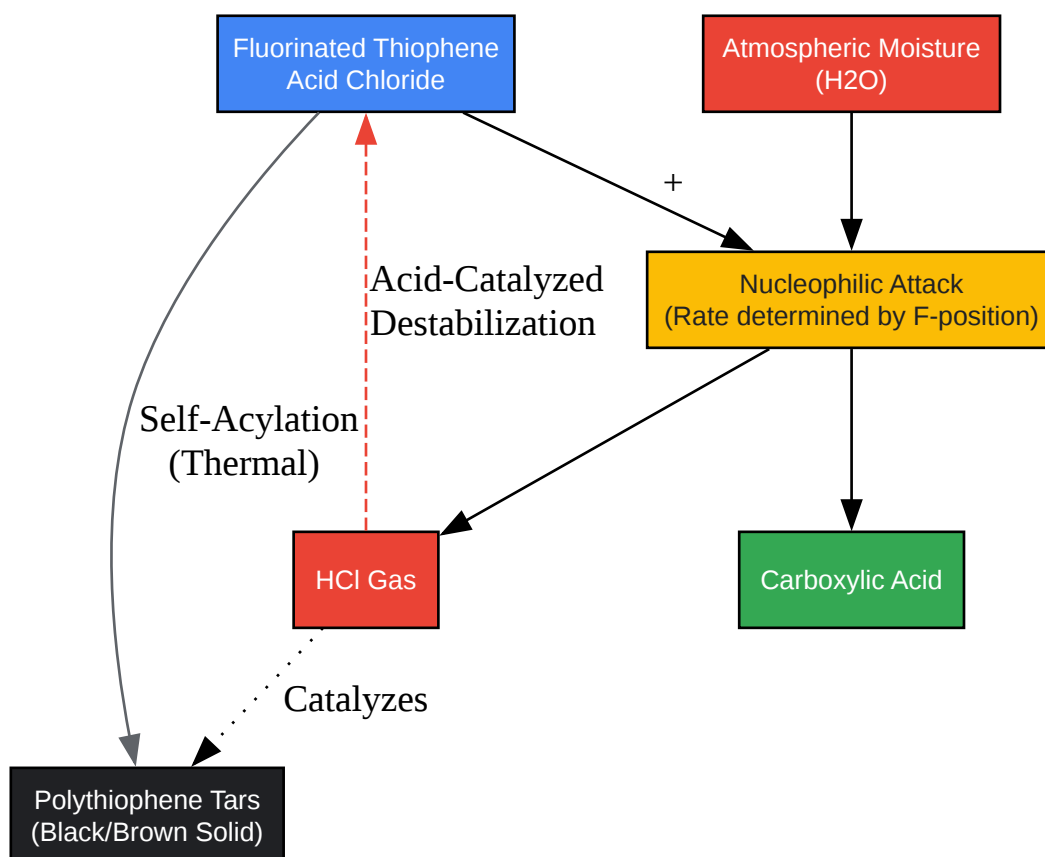 Fluorinated Thiophene
Acid Chloride
Atmospheric Moisture
(H2O)
+
Nucleophilic Attack
(Rate determined by F-position)
Acid-Catalyzed
Destabilization
Self-Acylation
(Thermal)
HCl Gas
Carboxylic Acid
Catalyzes
Polythiophene Tars
(Black/Brown Solid)